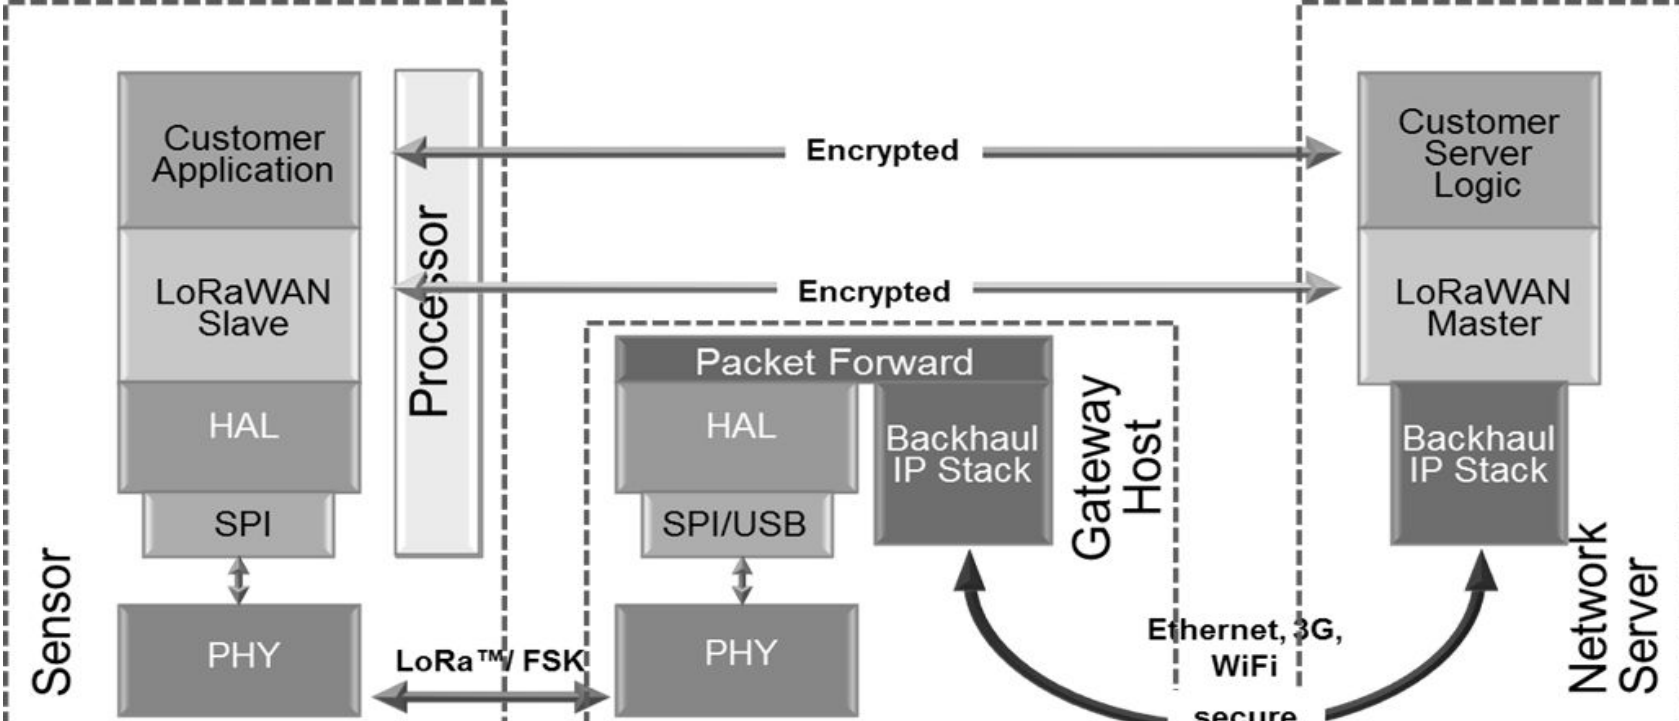 Customer
Application
LoRaWAN
Slave
HAL
SPI
PHY
Sensor
Processor
Encrypted
Encrypted
LoRa™/ FSK
Packet Forward
HAL
SPI/USB
PHY
Backhaul
IP Stack
Gateway
Host
Ethernet, 3G,
WiFi
secure
Customer
Server
Logic
LoRaWAN
Master
Backhaul
IP Stack
Network
Server